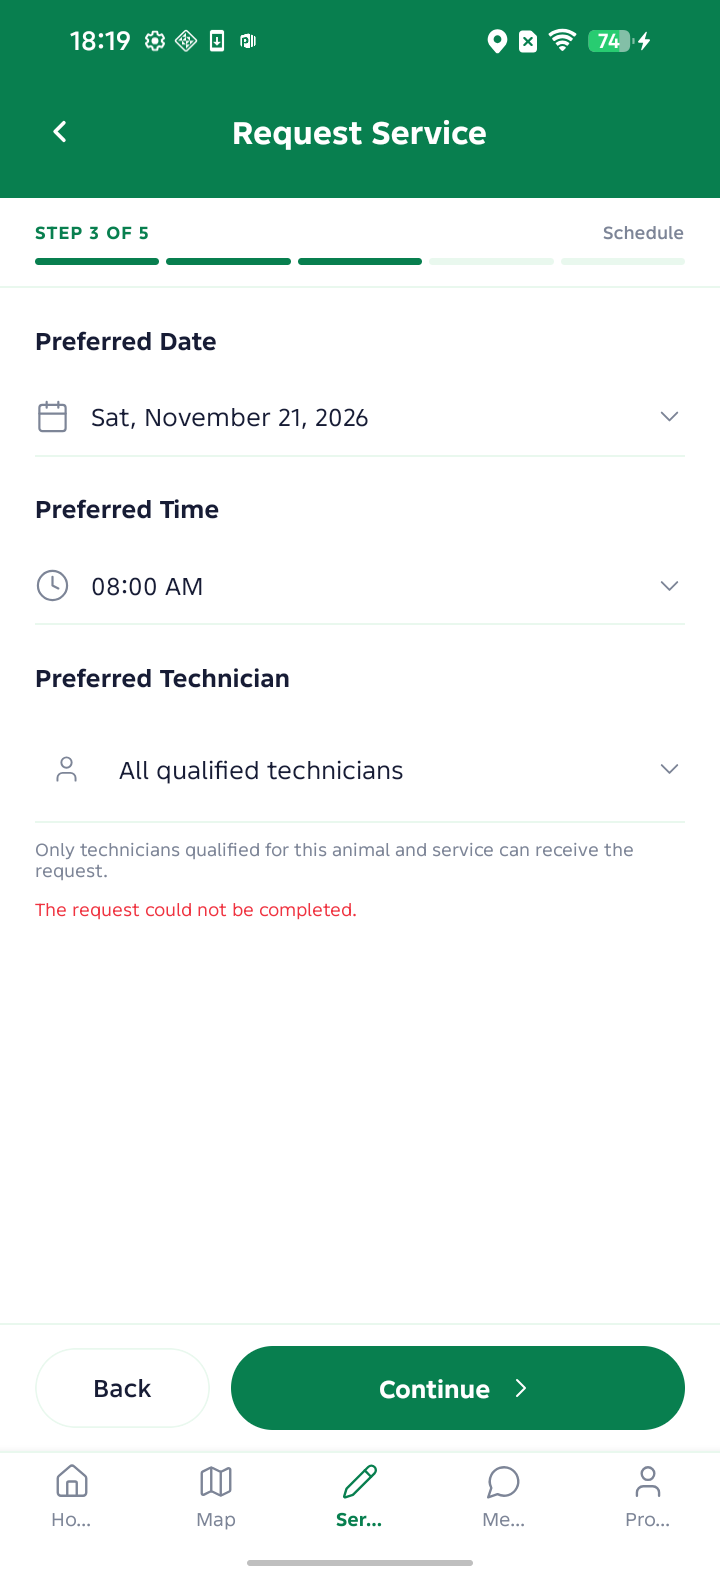 18:19
74
Request Service
STEP 3 OF 5
Schedule
Preferred Date
Sat, November 21, 2026
Preferred Time
08:00 AM
Preferred Technician
All qualified technicians
Only technicians qualified for this animal and service can receive the
request.
The request could not be completed.
Back
Continue
Ho...
Map
Ser...
Me...
Pro...